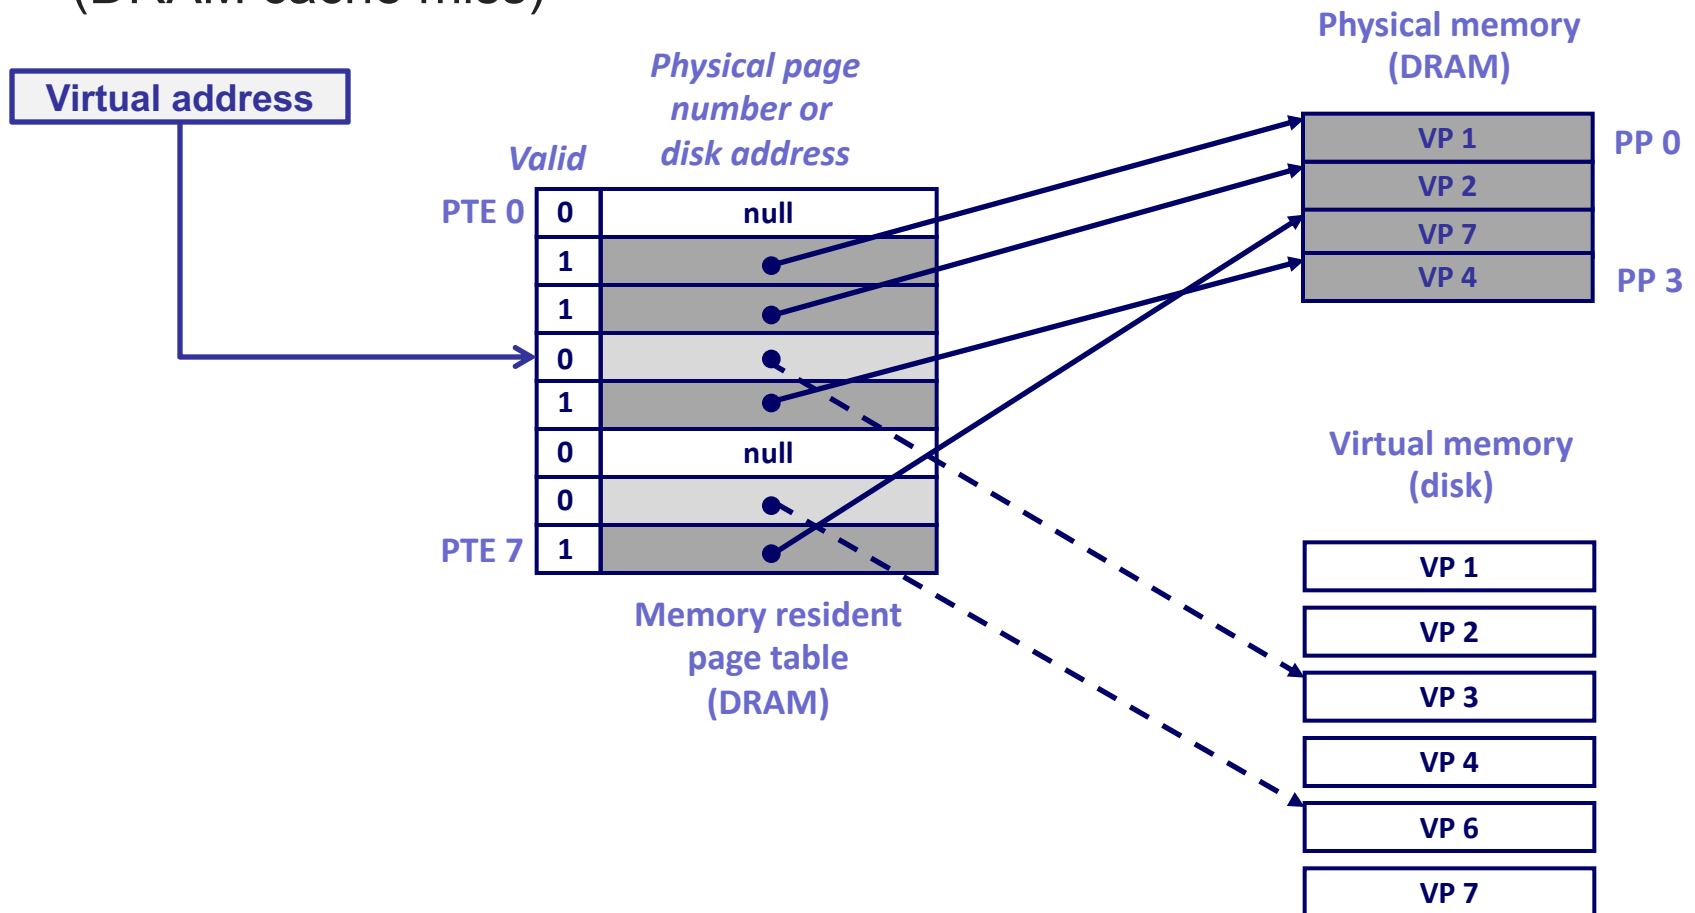 (DRAM cache miss)
Virtual address
Valid
Physical page
number or
disk address
PTE 0
0
null
1
1
0
1
0
null
0
PTE 7
1
Memory resident
page table
(DRAM)
Physical memory
(DRAM)
VP 1
PP 0
VP 2
VP 7
VP 4
PP 3
Virtual memory
(disk)
VP 1
VP 2
VP 3
VP 4
VP 6
VP 7